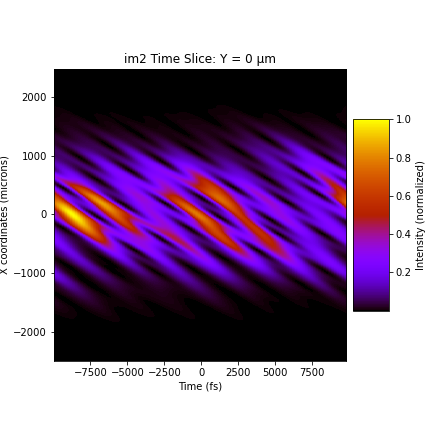 im2 Time Slice: Y = 0 μm
X coordinates (microns)
2000
1000
0
−1000
−2000
−7500 −5000 −2500 0 2500 5000 7500
Time (fs)
1.0
0.8
0.6
0.4
0.2
Intensity (normalized)